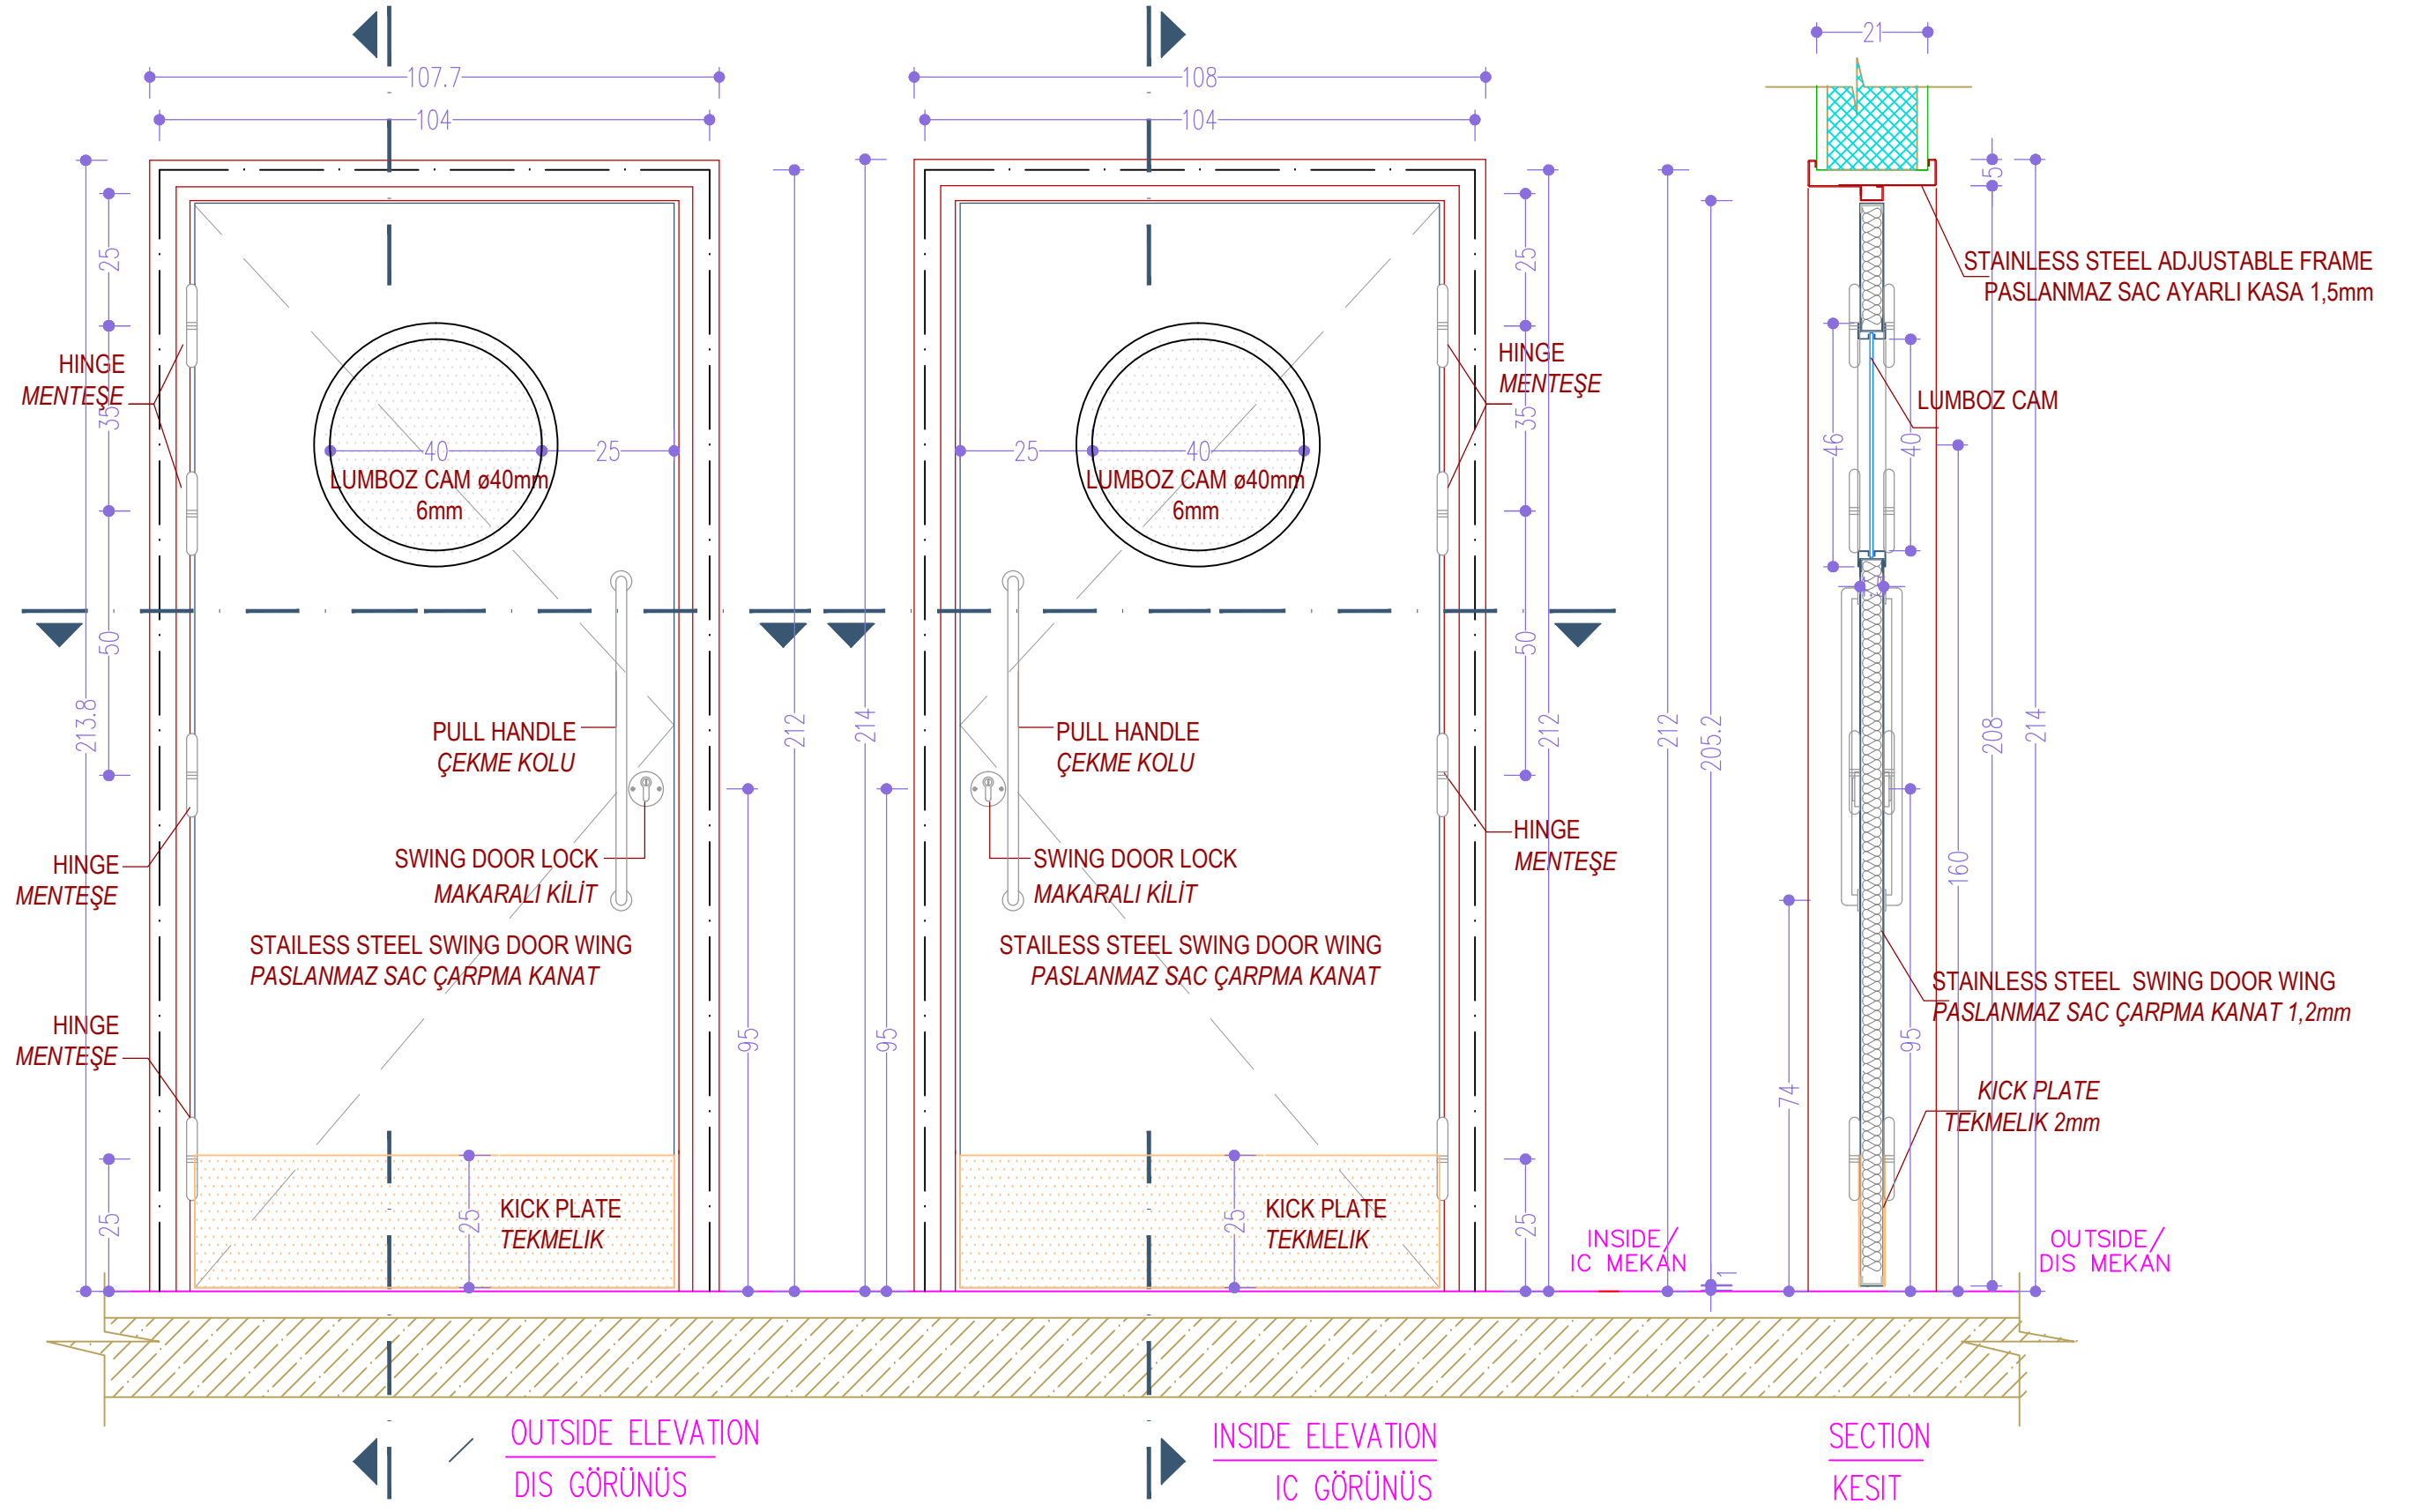 107.7
104
108
104
21
5
25
25
STAINLESS STEEL ADJUSTABLE FRAME
PASLANMAZ SAC AYARLI KASA 1,5mm
HINGE
MENTEŞE
35
HINGE
MENTEŞE
35
LUMBOZ CAM
40
25
25
40
46
40
LUMBOZ CAM ø40mm
6mm
LUMBOZ CAM ø40mm
6mm
50
50
213.8
212
214
212
212
205.2
208
214
PULL HANDLE
ÇEKME KOLU
PULL HANDLE
ÇEKME KOLU
HINGE
MENTEŞE
SWING DOOR LOCK
MAKARALI KİLİT
SWING DOOR LOCK
MAKARALI KİLİT
HINGE
MENTEŞE
160
STAILESS STEEL SWING DOOR WING
PASLANMAZ SAC ÇARPMA KANAT
STAILESS STEEL SWING DOOR WING
PASLANMAZ SAC ÇARPMA KANAT
STAINLESS STEEL  SWING DOOR WING
PASLANMAZ SAC ÇARPMA KANAT 1,2mm
HINGE
MENTEŞE
95
95
74
95
KICK PLATE
TEKMELIK 2mm
25
25
KICK PLATE
TEKMELIK
25
KICK PLATE
TEKMELIK
25
INSIDE/
IC MEKAN
1
OUTSIDE/
DIS MEKAN
OUTSIDE ELEVATION
DIS GÖRÜNÜS
INSIDE ELEVATION
IC GÖRÜNÜS
SECTION
KESIT